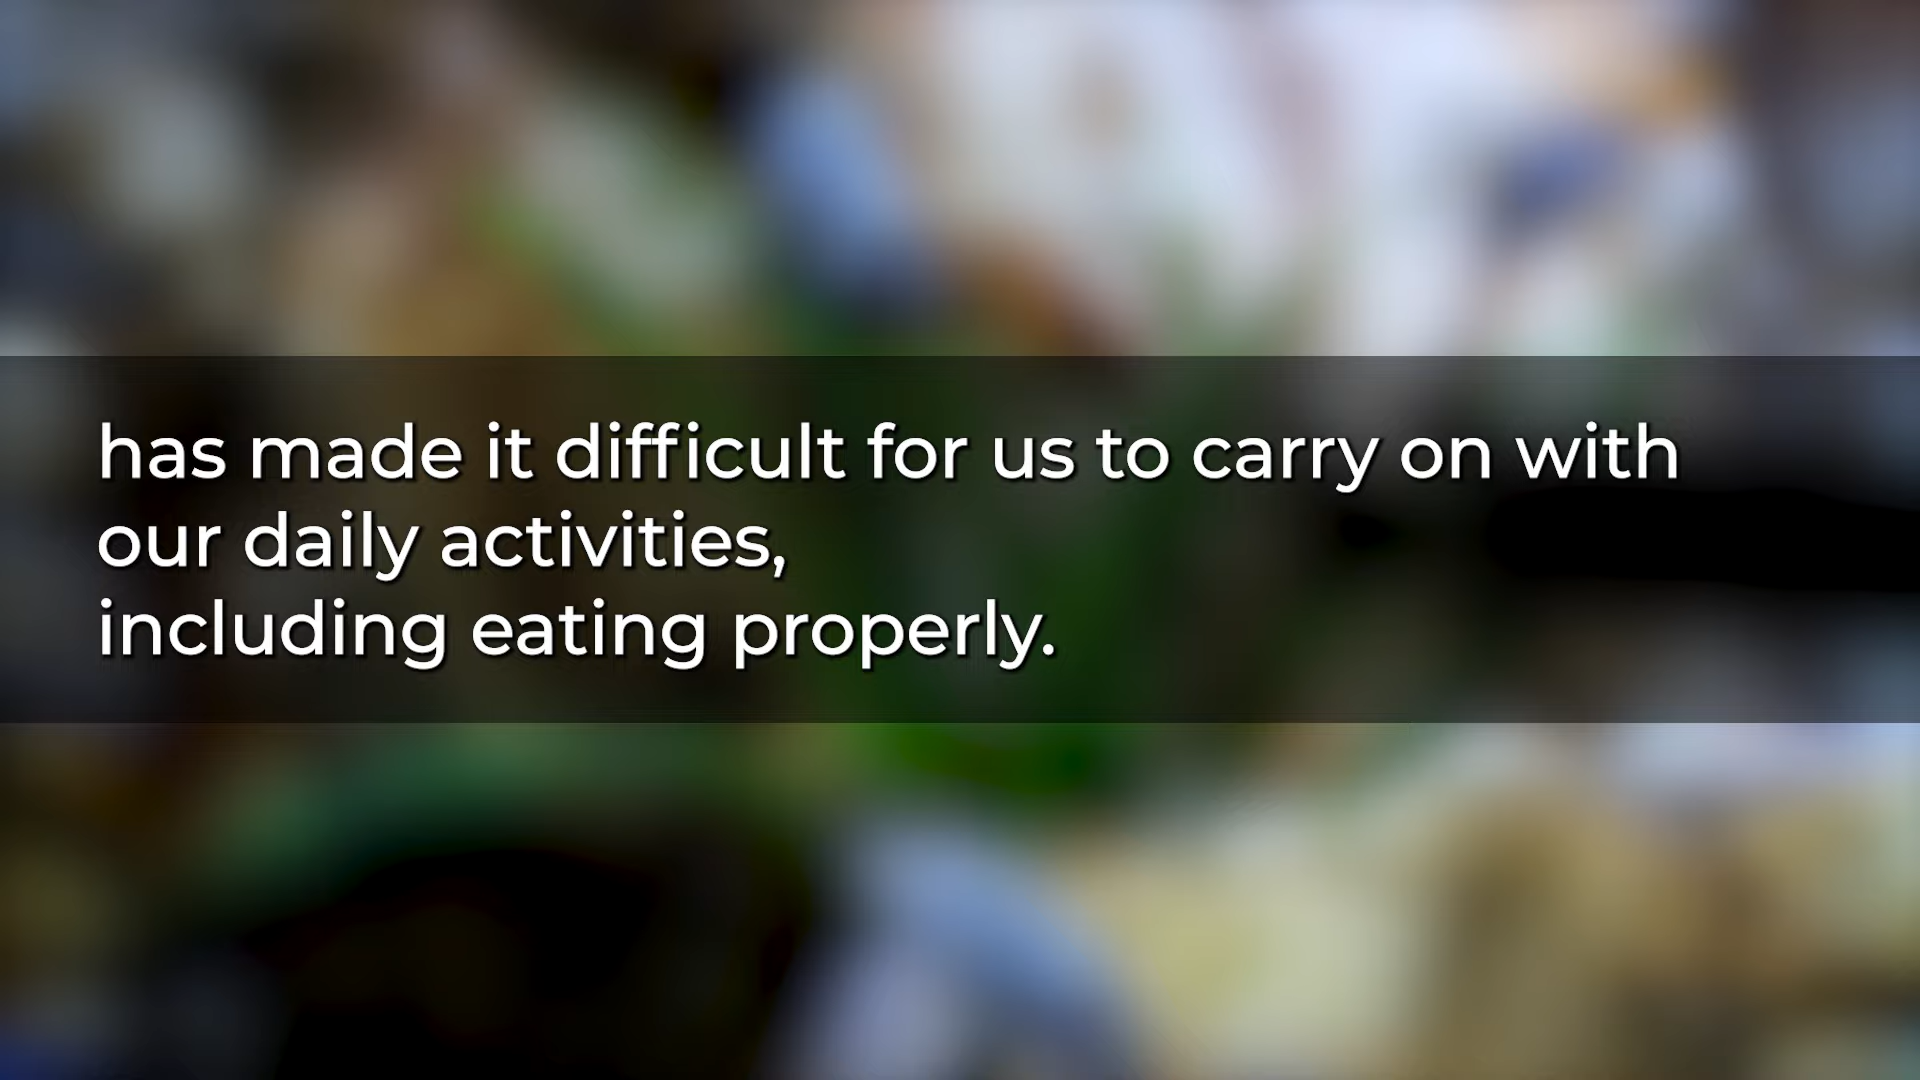 has made it difficult for us to carry on with
our daily activities,
including eating properly.